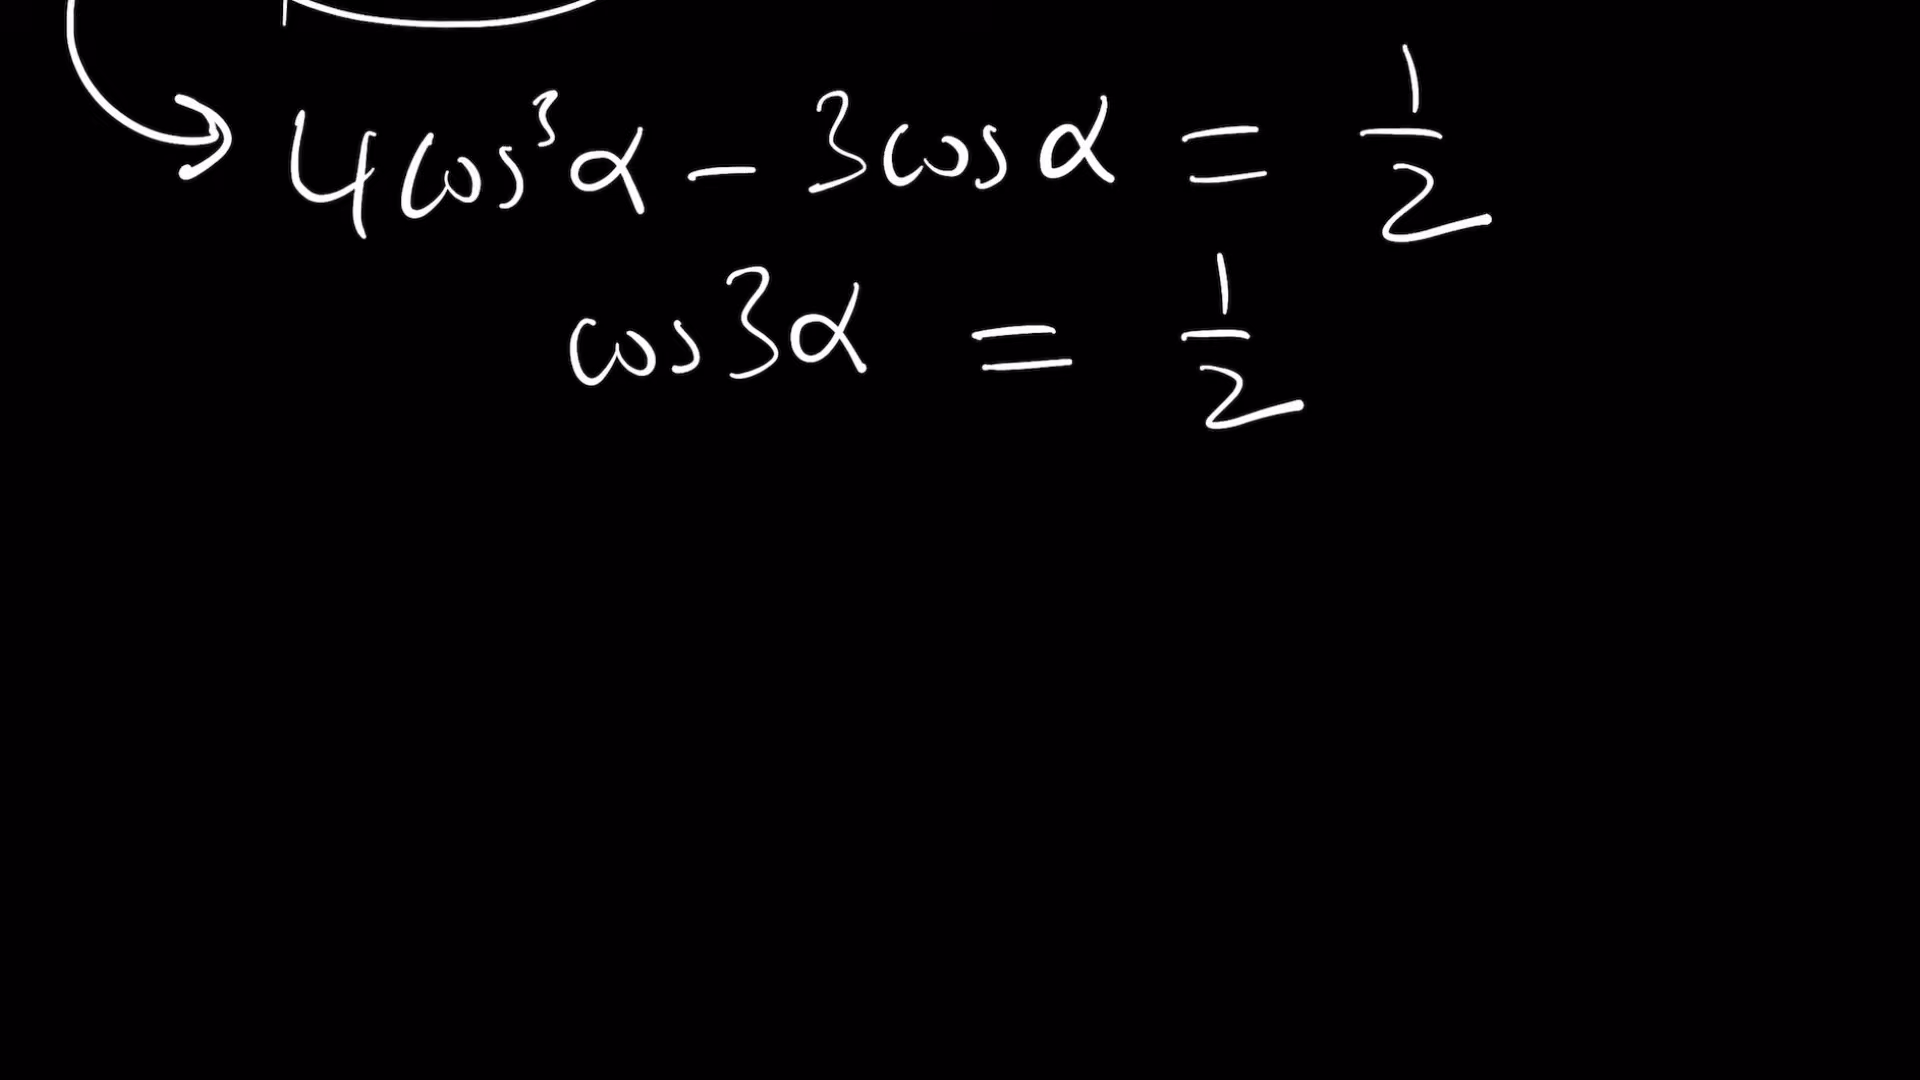 4cos³α - 3cosα = 1/2
cos3α = 1/2